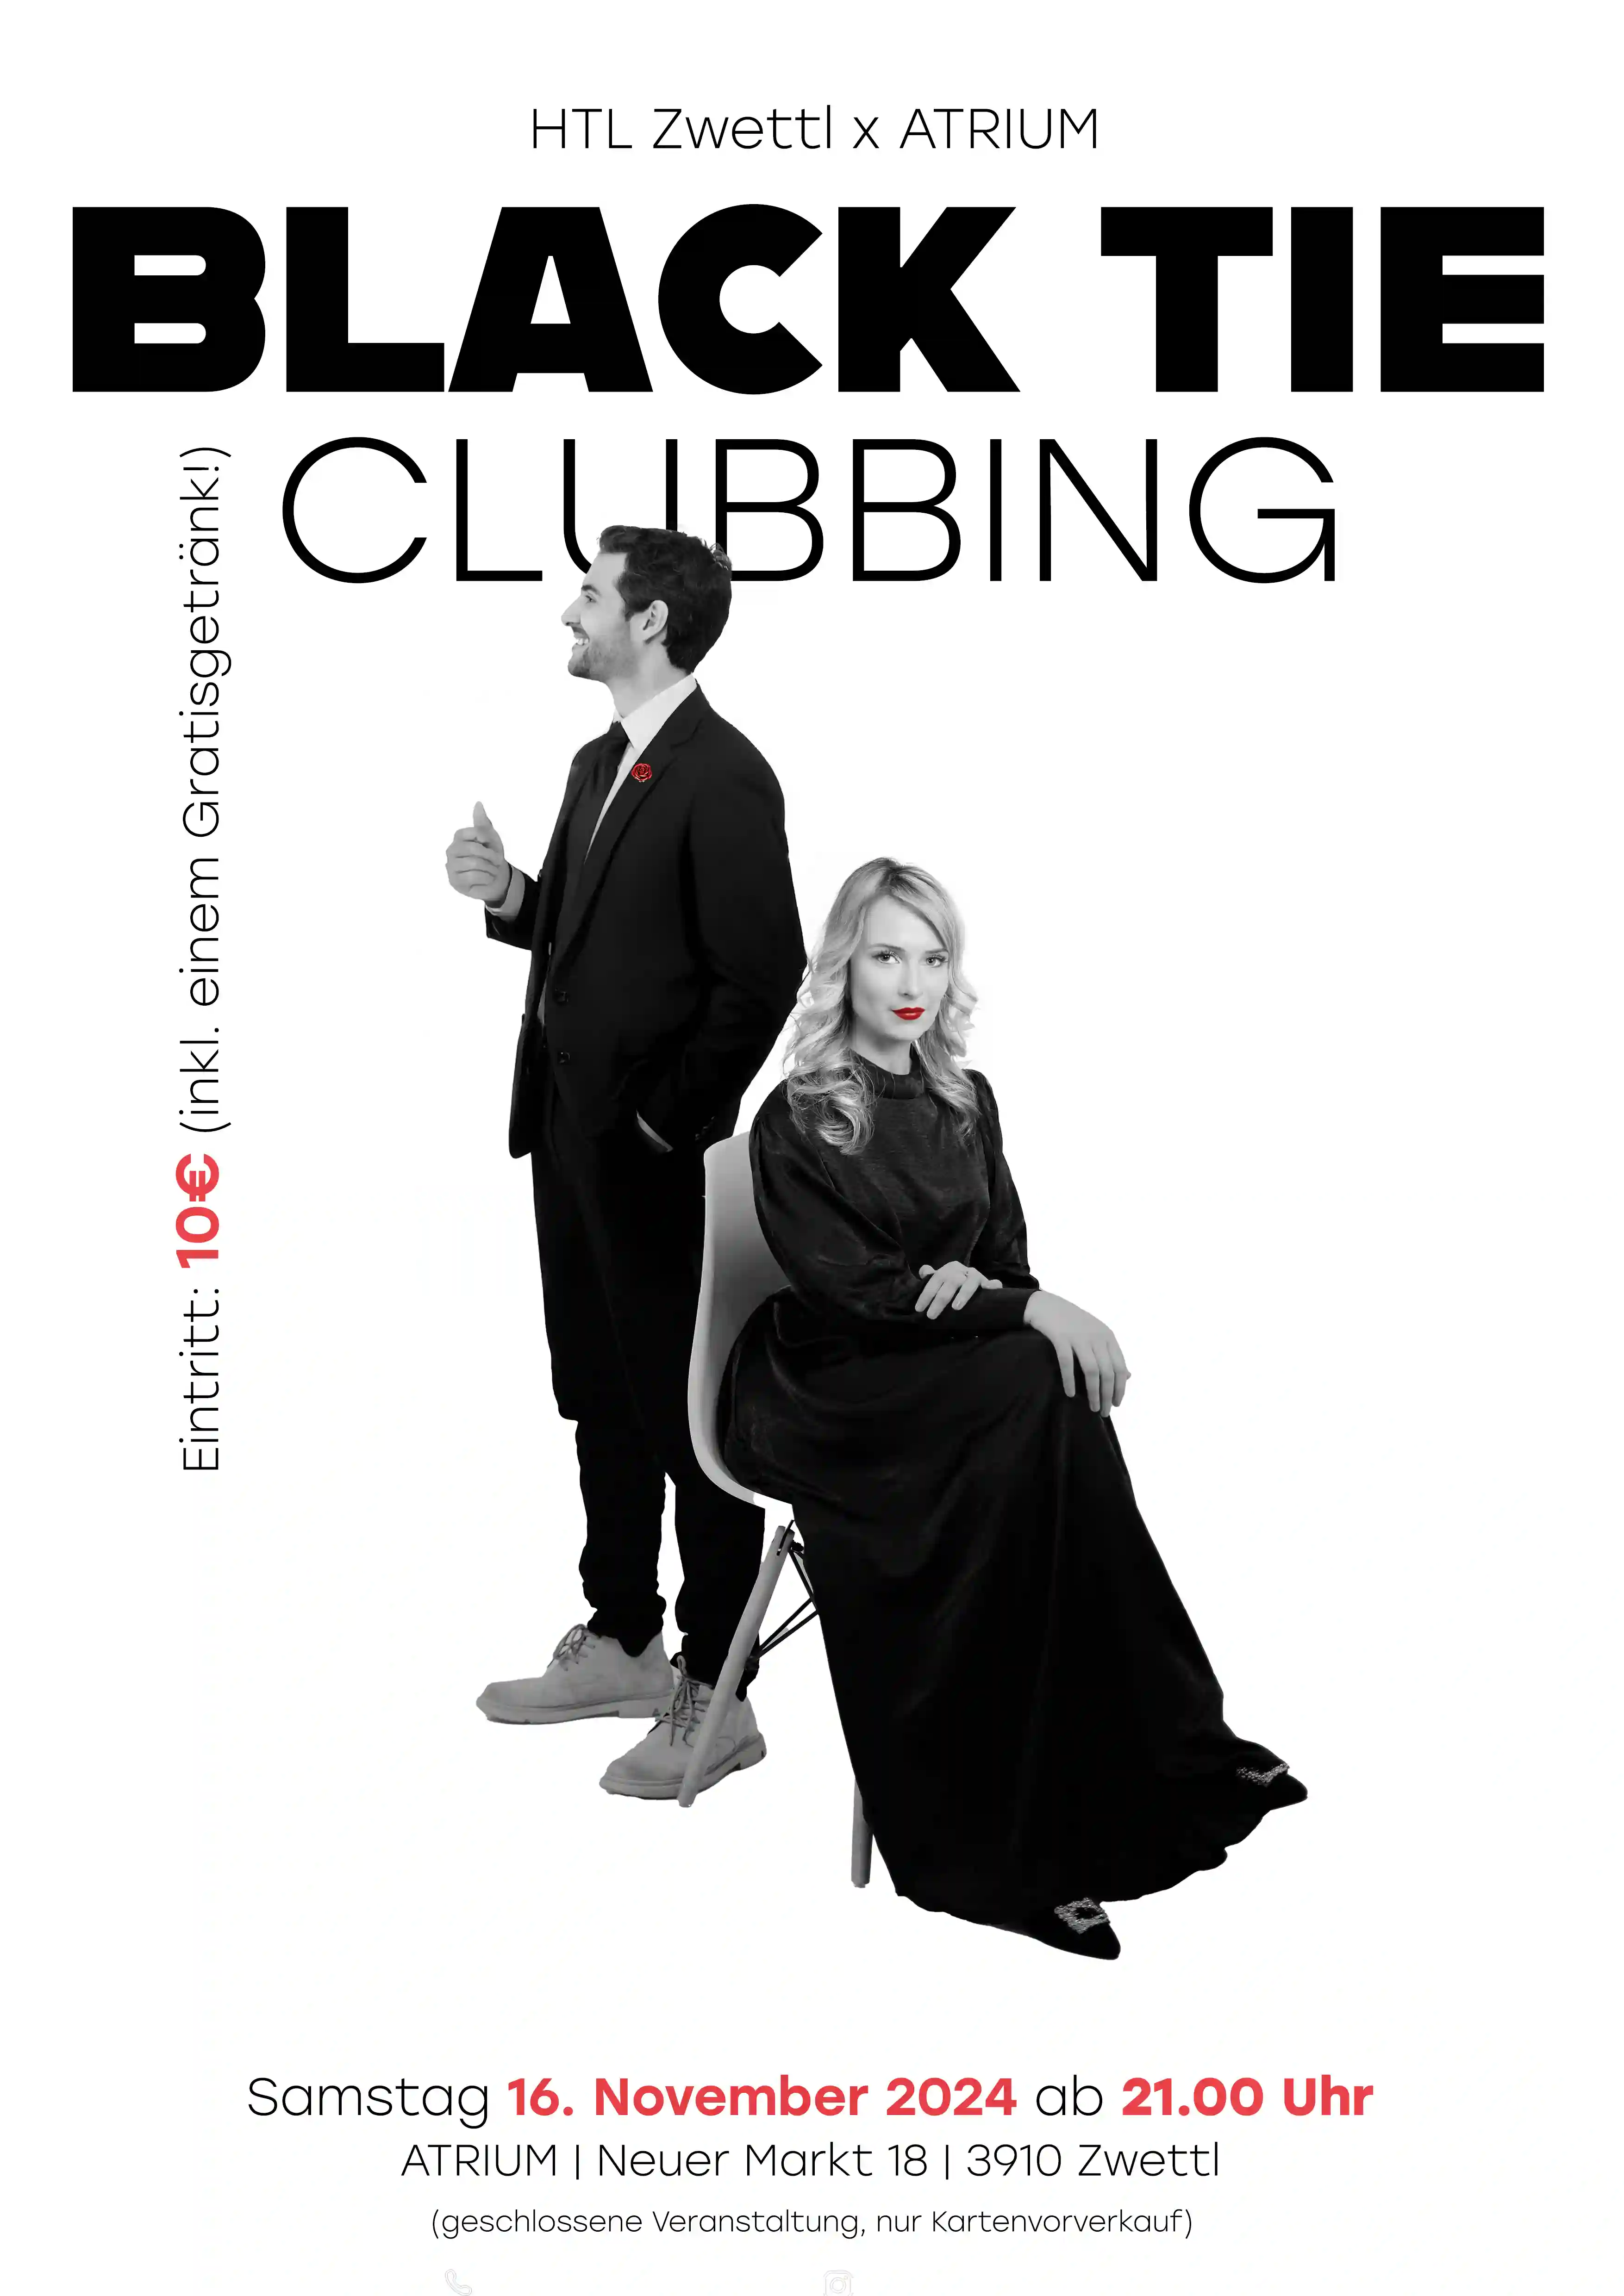 HTL Zwettl x ATRIUM
BLACK TIE
CLUBBING
Eintritt: 10€ (inkl. einem Gratisgetränk!)
Samstag 16. November 2024 ab 21.00 Uhr
ATRIUM | Neuer Markt 18 | 3910 Zwettl
(geschlossene Veranstaltung, nur Kartenvorverkauf)